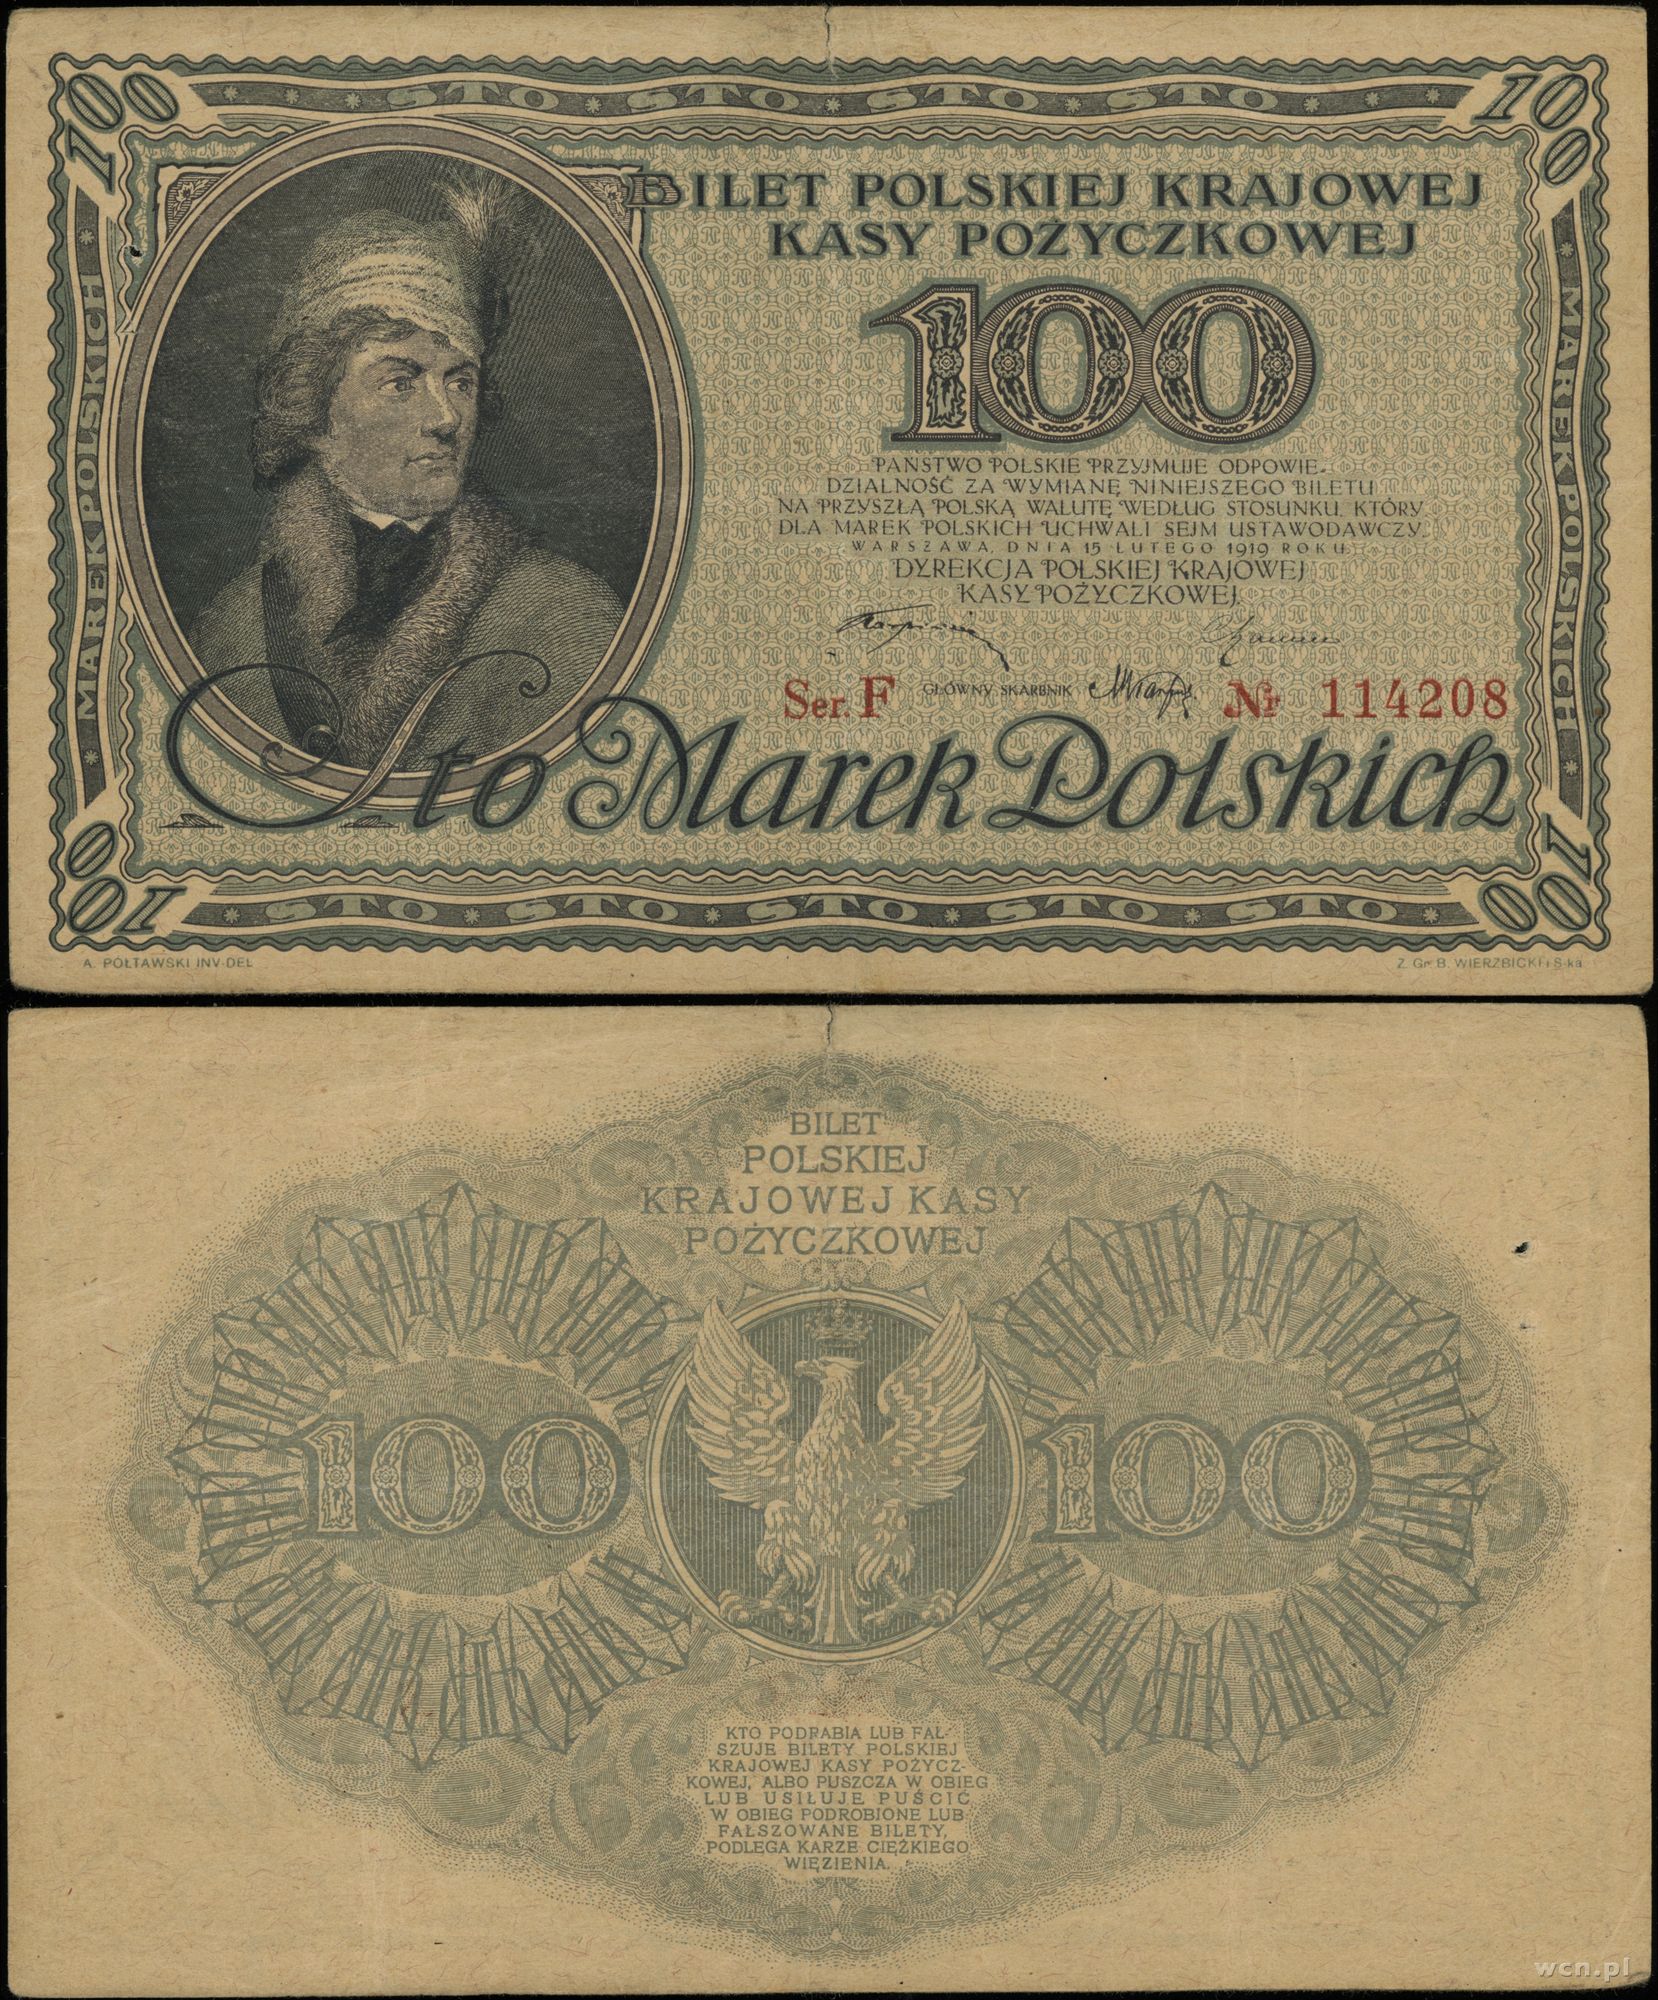 100 STO * STO * STO * STO 100
BILET POLSKIEJ KRAJOWEJ
KASY POŻYCZKOWEJ
100
MAREK POLSKICH
MAREK POLSKICH
PAŃSTWO POLSKIE PRZYJMUJE ODPOWIE-
DZIALNOŚĆ ZA WYMIANĘ NINIEJSZEGO BILETU
NA PRZYSZŁĄ POLSKĄ WALUTĘ WEDŁUG STOSUNKU, KTÓRY
DLA MAREK POLSKICH UCHWALI SEJM USTAWODAWCZY.
WARSZAWA, DNIA 15 LUTEGO 1919 ROKU.
DYREKCJA POLSKIEJ KRAJOWEJ
KASY POŻYCZKOWEJ.
Ser. F GŁÓWNY SKARBNIK № 114208
Sto Marek Polskich
100 STO * STO * STO * STO * STO 100
A. PÓŁTAWSKI INV-DEL Z. Gr. B. WIERZBICKI i S-ka
BILET
POLSKIEJ
KRAJOWEJ KASY
POŻYCZKOWEJ
100 100
KTO PODRABIA LUB FAŁ-
SZUJE BILETY POLSKIEJ
KRAJOWEJ KASY POŻYCZ-
KOWEJ, ALBO PUSZCZA W OBIEG
LUB USIŁUJE PUŚCIĆ
W OBIEG PODROBIONE LUB
FAŁSZOWANE BILETY,
PODLEGA KARZE CIĘŻKIEGO
WIĘZIENIA.
wcn.pl